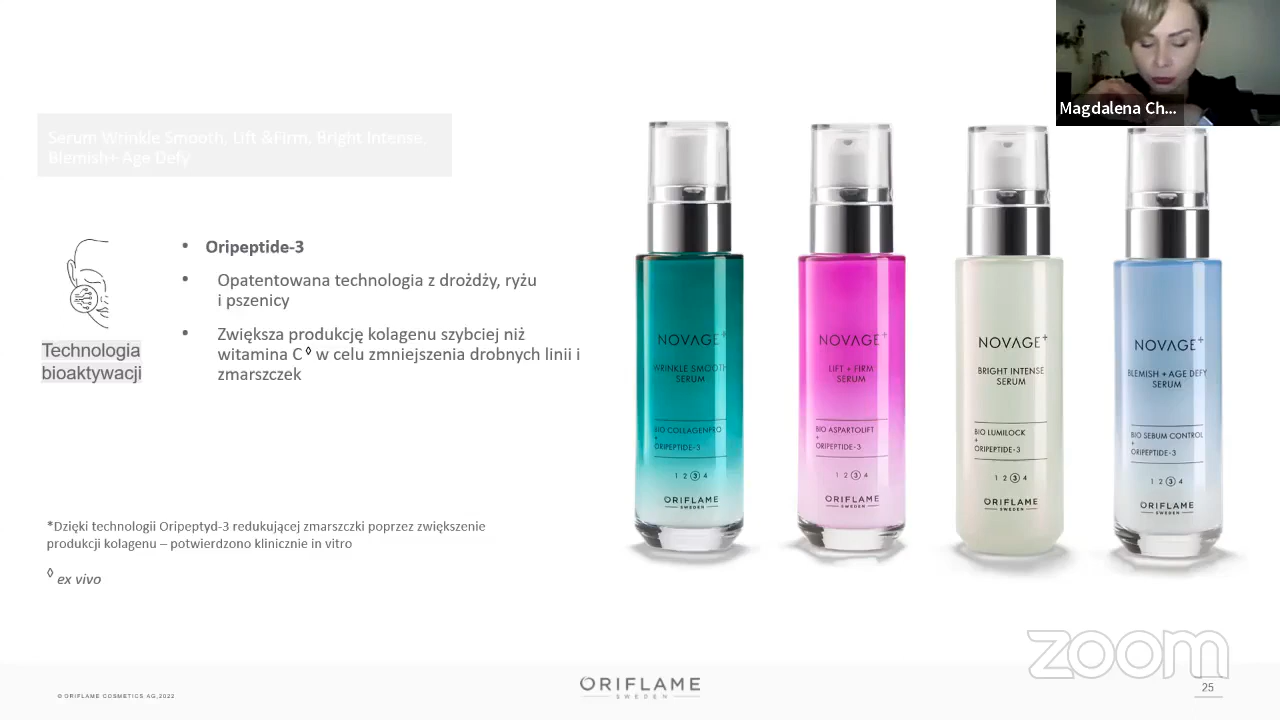 Magdalena Ch...
Serum Wrinkle Smooth, Lift &Firm, Bright Intense,
Blemish+ Age Defy
• Oripeptide-3
• Opatentowana technologia z drożdży, ryżu
i pszenicy
• Zwiększa produkcję kolagenu szybciej niż
witamina C◊ w celu zmniejszenia drobnych linii i
zmarszczek
Technologia
bioaktywacji
NOVAGE+
WRINKLE SMOOTH
SERUM
BIO COLLAGENPRO
+
ORIPEPTIDE-3
1 2 3 4
ORIFLAME
SWEDEN
NOVAGE+
LIFT + FIRM
SERUM
BIO ASPARTOLIFT
+
ORIPEPTIDE-3
1 2 3 4
ORIFLAME
SWEDEN
NOVAGE+
BRIGHT INTENSE
SERUM
BIO LUMILOCK
+
ORIPEPTIDE-3
1 2 3 4
ORIFLAME
SWEDEN
NOVAGE+
BLEMISH + AGE DEFY
SERUM
BIO SEBUM CONTROL
+
ORIPEPTIDE-3
1 2 3 4
ORIFLAME
SWEDEN
*Dzięki technologii Oripeptyd-3 redukującej zmarszczki poprzez zwiększenie
produkcji kolagenu – potwierdzono klinicznie in vitro
◊ ex vivo
zoom
© ORIFLAME COSMETICS AG,2022
ORIFLAME
SWEDEN
25